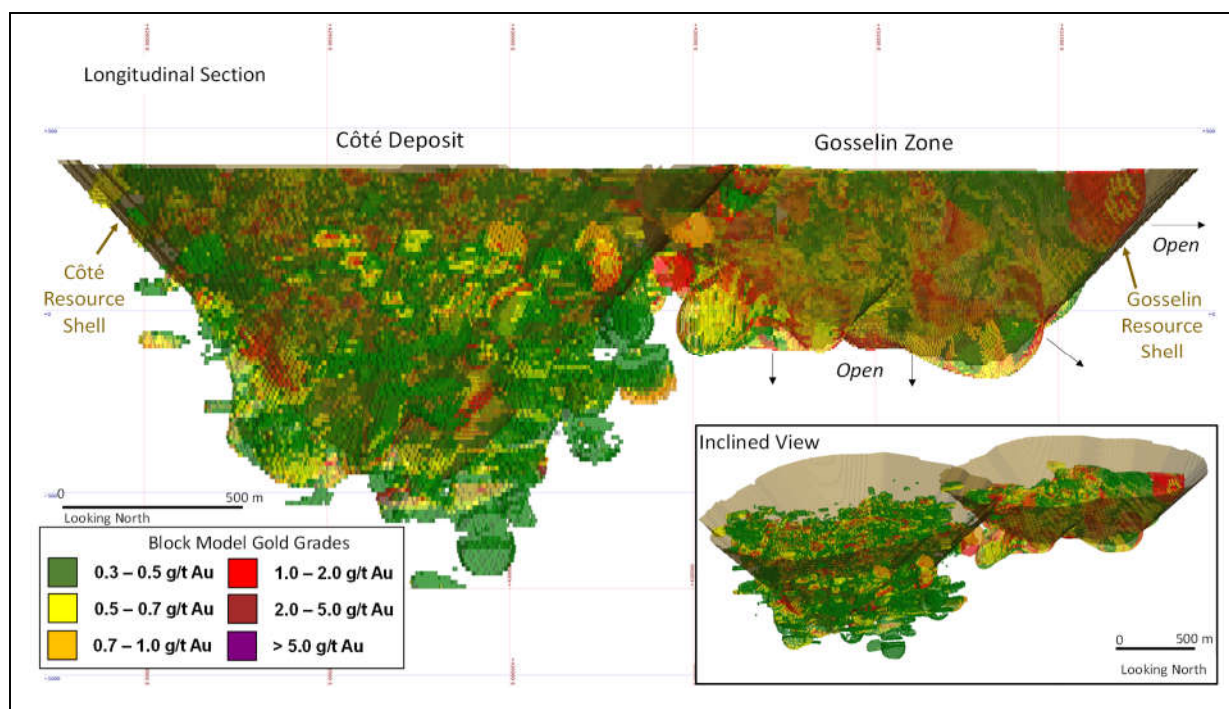 Longitudinal Section
Côté Deposit
Gosselin Zone
Côté
Resource
Shell
Open
Gosselin
Resource
Shell
Open
0
500 m
Looking North
Block Model Gold Grades
0.3 – 0.5 g/t Au
1.0 – 2.0 g/t Au
0.5 – 0.7 g/t Au
2.0 – 5.0 g/t Au
0.7 – 1.0 g/t Au
> 5.0 g/t Au
Inclined View
0
500 m
Looking North